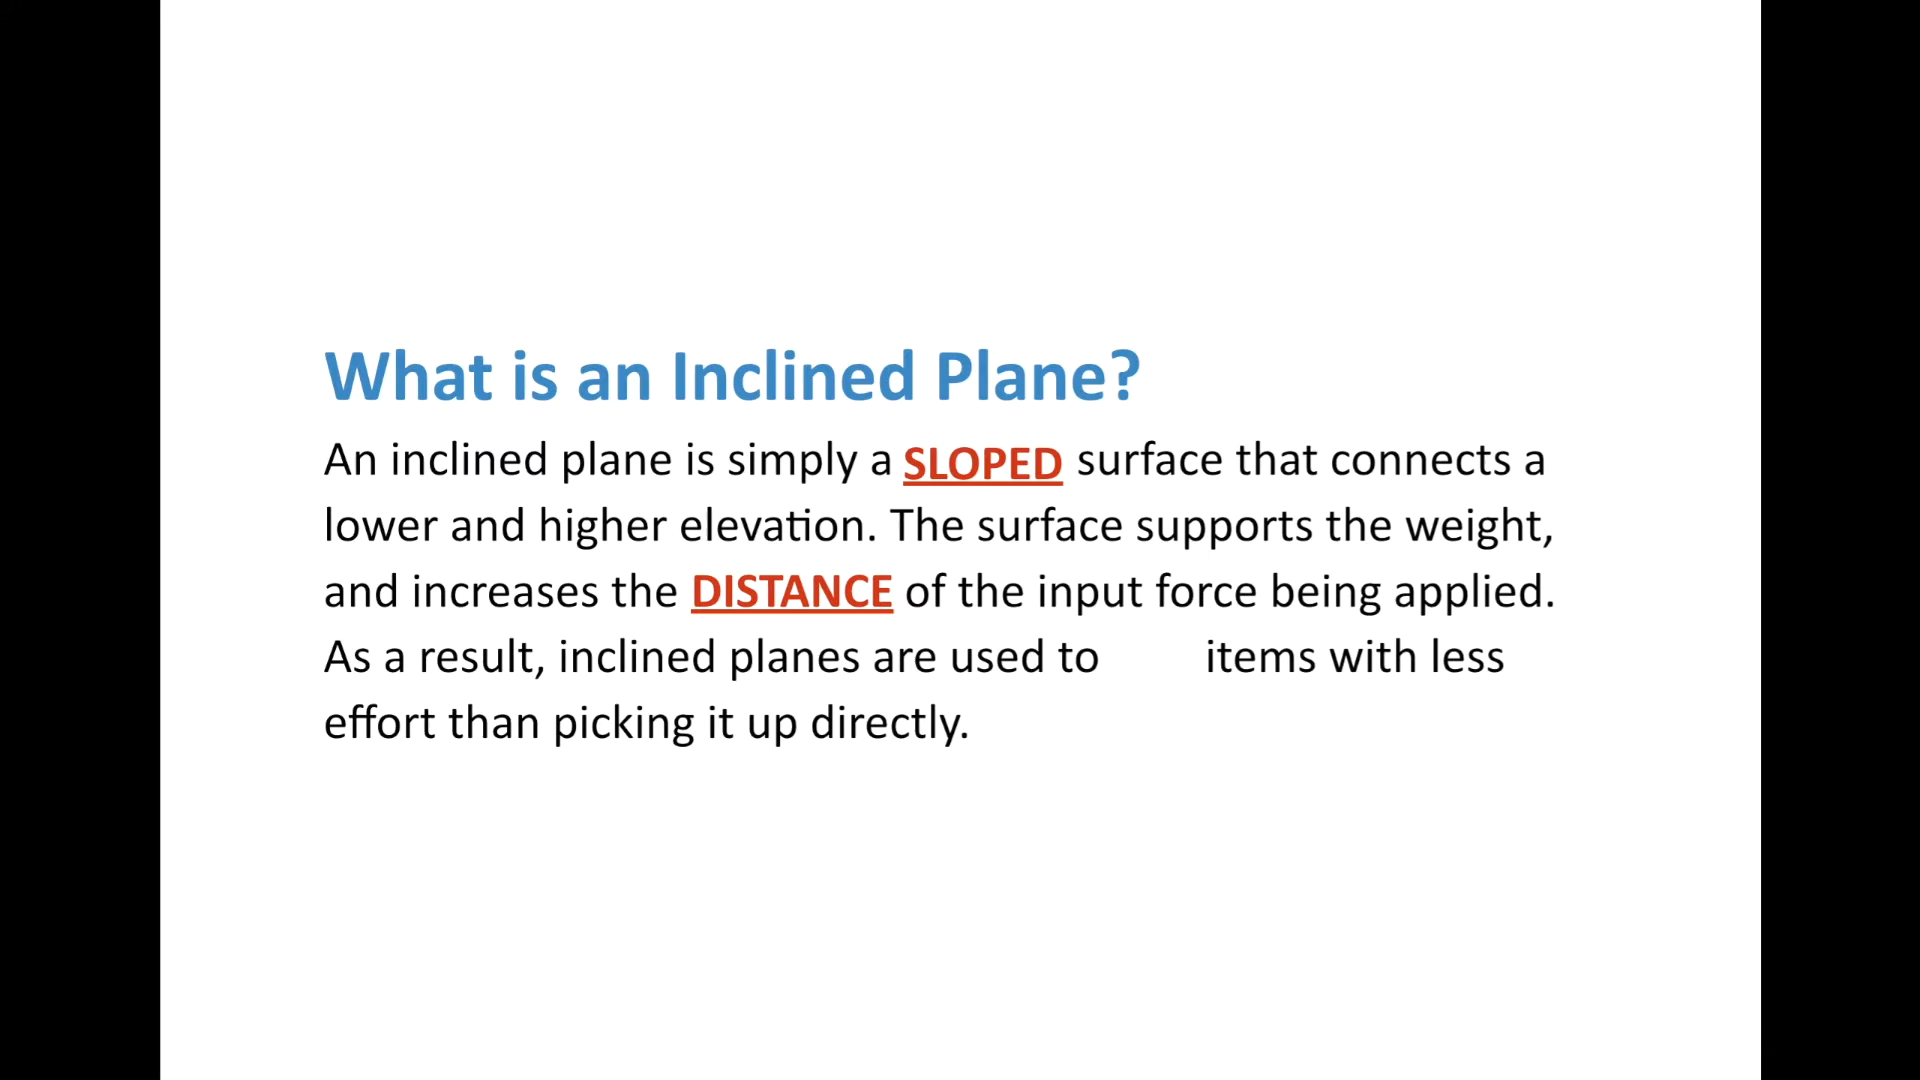 What is an Inclined Plane?
An inclined plane is simply a SLOPED surface that connects a
lower and higher elevation. The surface supports the weight,
and increases the DISTANCE of the input force being applied.
As a result, inclined planes are used to items with less
effort than picking it up directly.